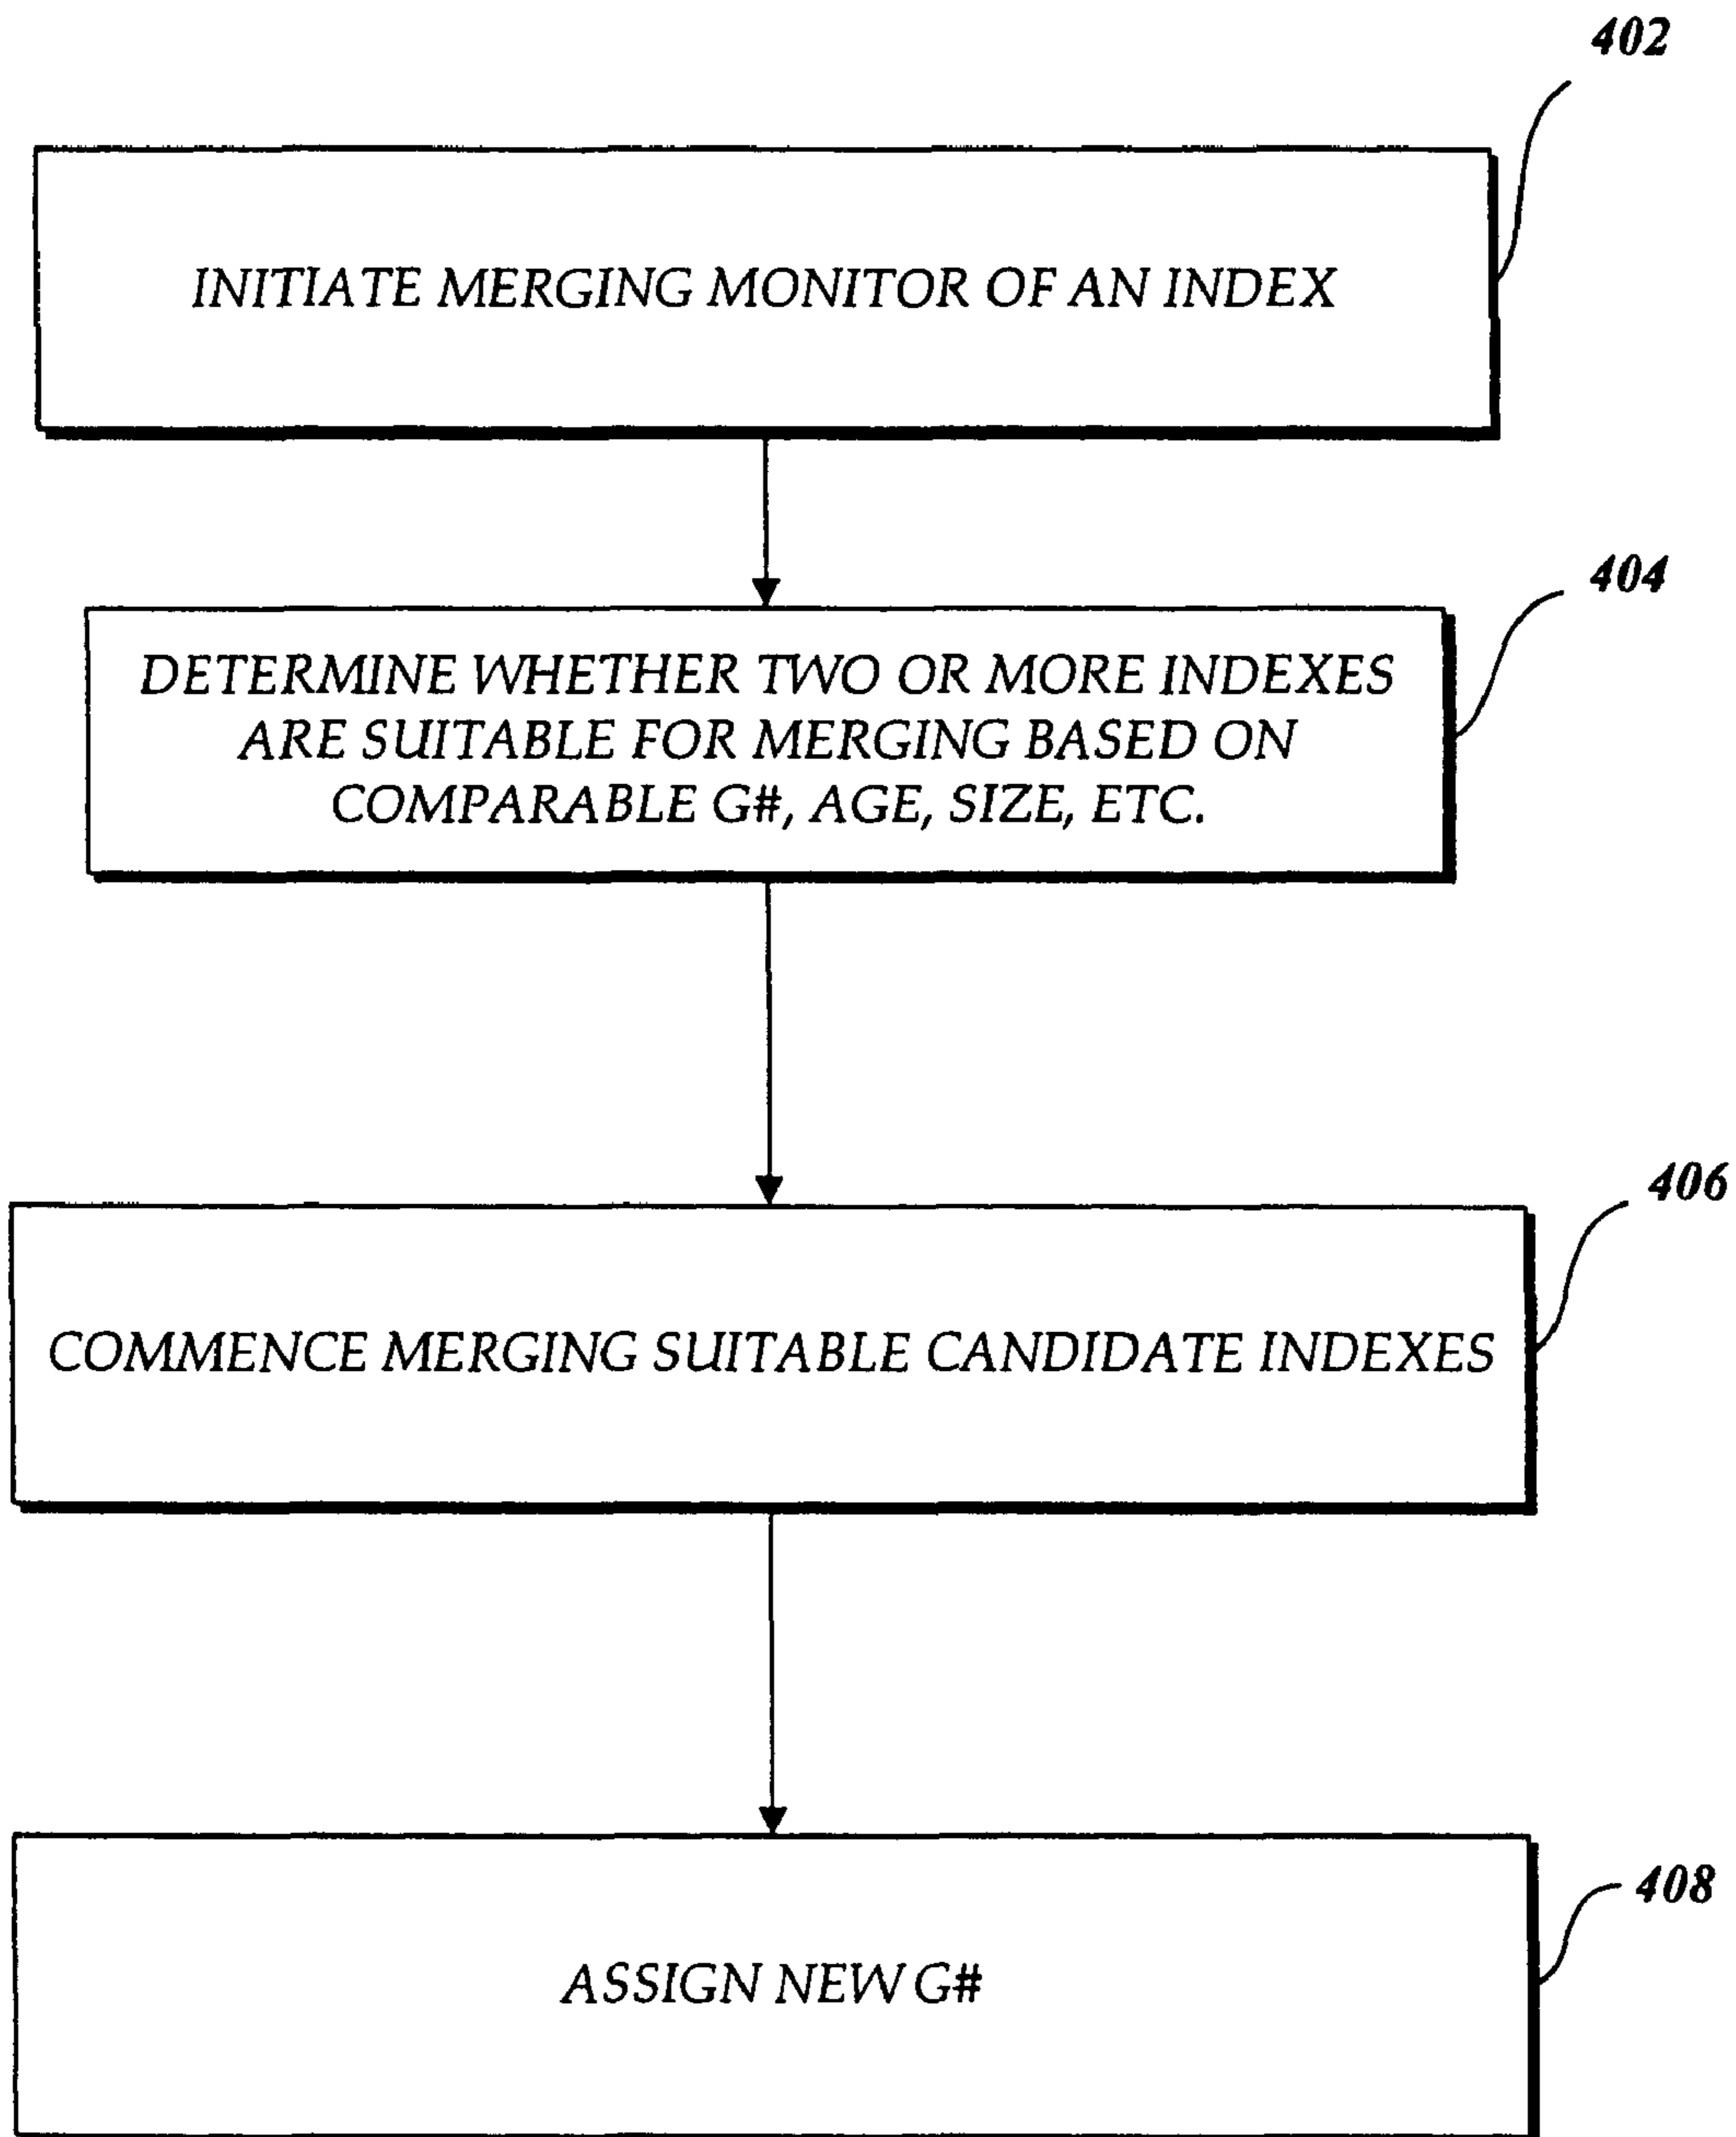 402
INITIATE MERGING MONITOR OF AN INDEX
404
DETERMINE WHETHER TWO OR MORE INDEXES
ARE SUITABLE FOR MERGING BASED ON
COMPARABLE G#, AGE, SIZE, ETC.
406
COMMENCE MERGING SUITABLE CANDIDATE INDEXES
408
ASSIGN NEW G#